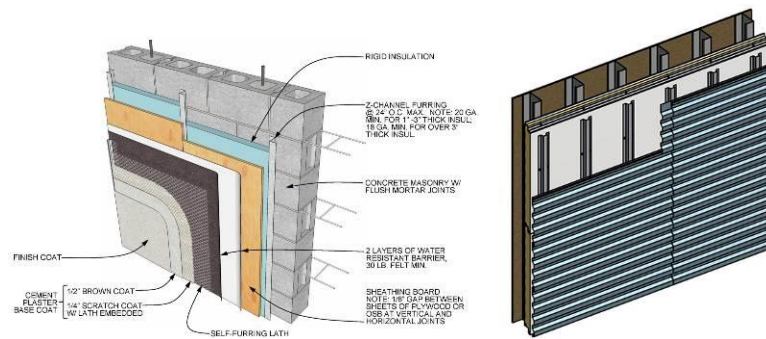 RIGID INSULATION
Z-CHANNEL FURRING
@ 24" O.C. MAX. NOTE: 20 GA.
MIN. FOR 1" -3" THICK INSUL;
18 GA. MIN. FOR OVER 3"
THICK INSUL.
CONCRETE MASONRY W/
FLUSH MORTAR JOINTS
2 LAYERS OF WATER
RESISTANT BARRIER,
30 LB. FELT MIN.
SHEATHING BOARD
NOTE: 1/8" GAP BETWEEN
SHEETS OF PLYWOOD OR
OSB AT VERTICAL AND
HORIZONTAL JOINTS
FINISH COAT
CEMENT
PLASTER
BASE COAT
1/2" BROWN COAT
1/4" SCRATCH COAT
W/ LATH EMBEDDED
SELF-FURRING LATH